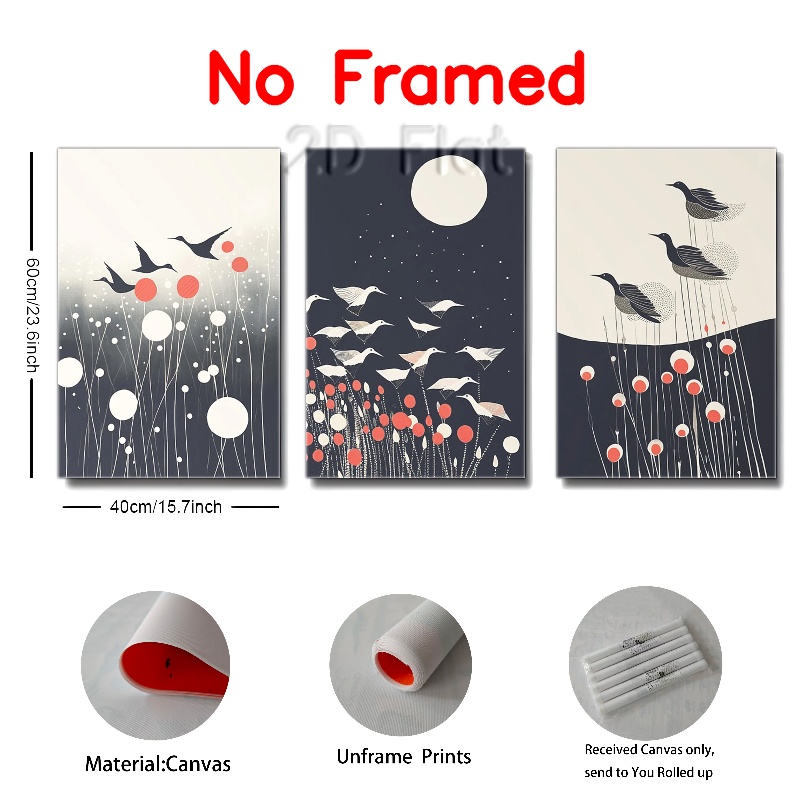 No Framed
2D Flat
60cm/23.6inch
40cm/15.7inch
Material:Canvas
Unframe Prints
Received Canvas only,
send to You Rolled up